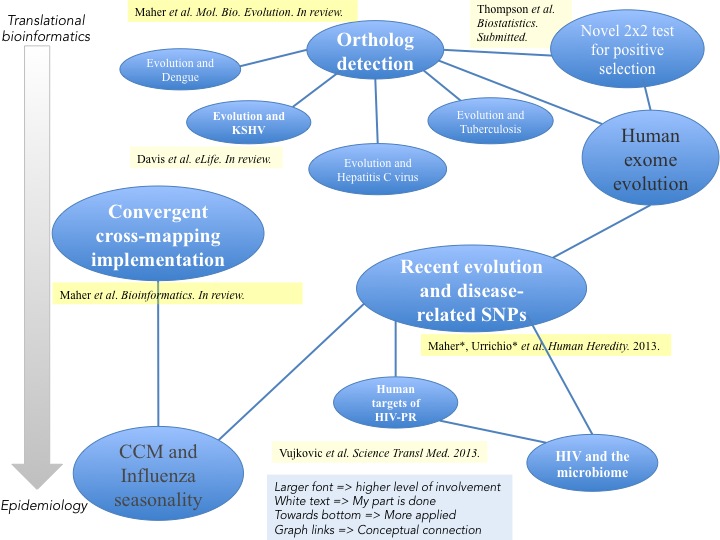 Translational
bioinformatics
Maher et al. Mol. Bio. Evolution. In review.
Thompson et al.
Biostatistics.
Submitted.
Ortholog
detection
Novel 2x2 test
for positive
selection
Evolution and
Dengue
Evolution and
KSHV
Evolution and
Tuberculosis
Human
exome
evolution
Davis et al. eLife. In review.
Evolution and
Hepatitis C virus
Convergent
cross-mapping
implementation
Recent evolution
and disease-
related SNPs
Maher et al. Bioinformatics. In review.
Maher*, Urrichio* et al. Human Heredity. 2013.
Human
targets of
HIV-PR
CCM and
Influenza
seasonality
Vujkovic et al. Science Transl Med. 2013.
HIV and the
microbiome
Epidemiology
Larger font => higher level of involvement
White text => My part is done
Towards bottom => More applied
Graph links => Conceptual connection